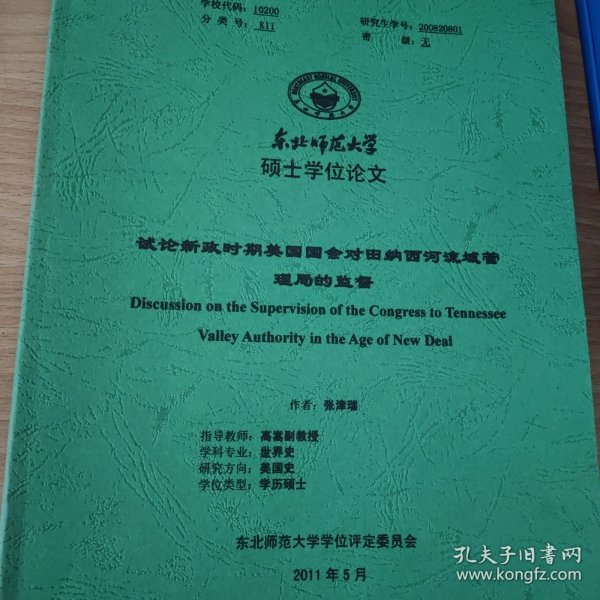 学校代码：10200
研究生学号：200820801
分类号：K11
密 级：无
NORTHEAST NORMAL UNIVERSITY
东北师范大学
硕士学位论文
试论新政时期美国国会对田纳西河流域管
理局的监督
Discussion on the Supervision of the Congress to Tennessee
Valley Authority in the Age of New Deal
作者：张津瑞
指导教师：高嵩副教授
学科专业：世界史
研究方向：美国史
学位类型：学历硕士
东北师范大学学位评定委员会
2011年5月
孔夫子旧书网
www.kongfz.com